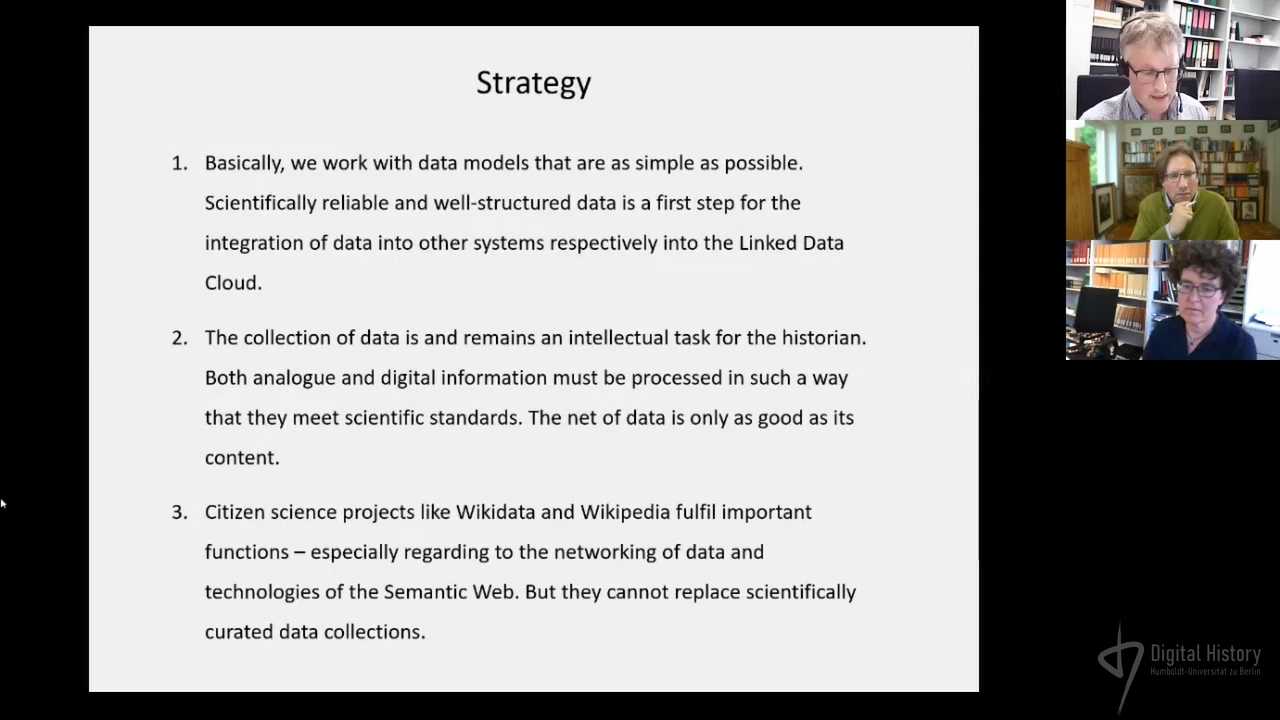 Strategy
1. Basically, we work with data models that are as simple as possible.
Scientifically reliable and well-structured data is a first step for the
integration of data into other systems respectively into the Linked Data
Cloud.
2. The collection of data is and remains an intellectual task for the historian.
Both analogue and digital information must be processed in such a way
that they meet scientific standards. The net of data is only as good as its
content.
3. Citizen science projects like Wikidata and Wikipedia fulfil important
functions – especially regarding to the networking of data and
technologies of the Semantic Web. But they cannot replace scientifically
curated data collections.
Digital History
Humboldt-Universität zu Berlin